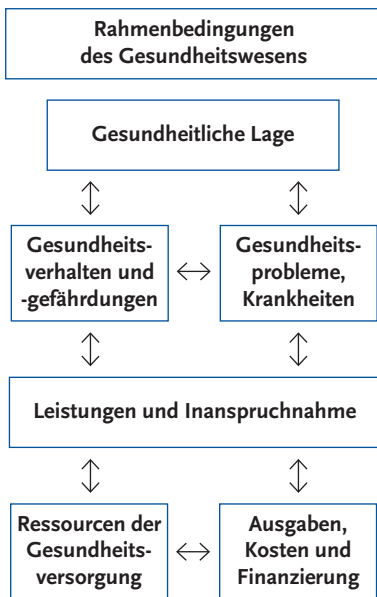 Rahmenbedingungen
des Gesundheitswesens
Gesundheitliche Lage
Gesundheits-
verhalten und
-gefährdungen
Gesundheits-
probleme,
Krankheiten
Leistungen und Inanspruchnahme
Ressourcen der
Gesundheits-
versorgung
Ausgaben,
Kosten und
Finanzierung